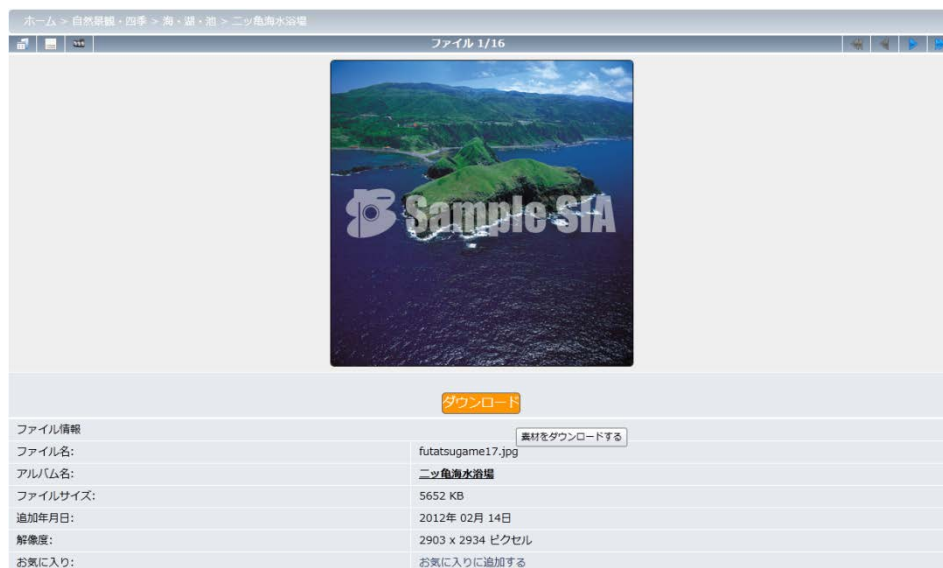 ホーム > 自然景観・四季 > 海・湖・池 > 二ッ亀海水浴場
ファイル 1/16
Sample SIA
ダウンロード
ファイル情報
素材をダウンロードする
ファイル名: futatsugame17.jpg
アルバム名: 二ッ亀海水浴場
ファイルサイズ: 5652 KB
追加年月日: 2012年 02月 14日
解像度: 2903 x 2934 ピクセル
お気に入り: お気に入りに追加する